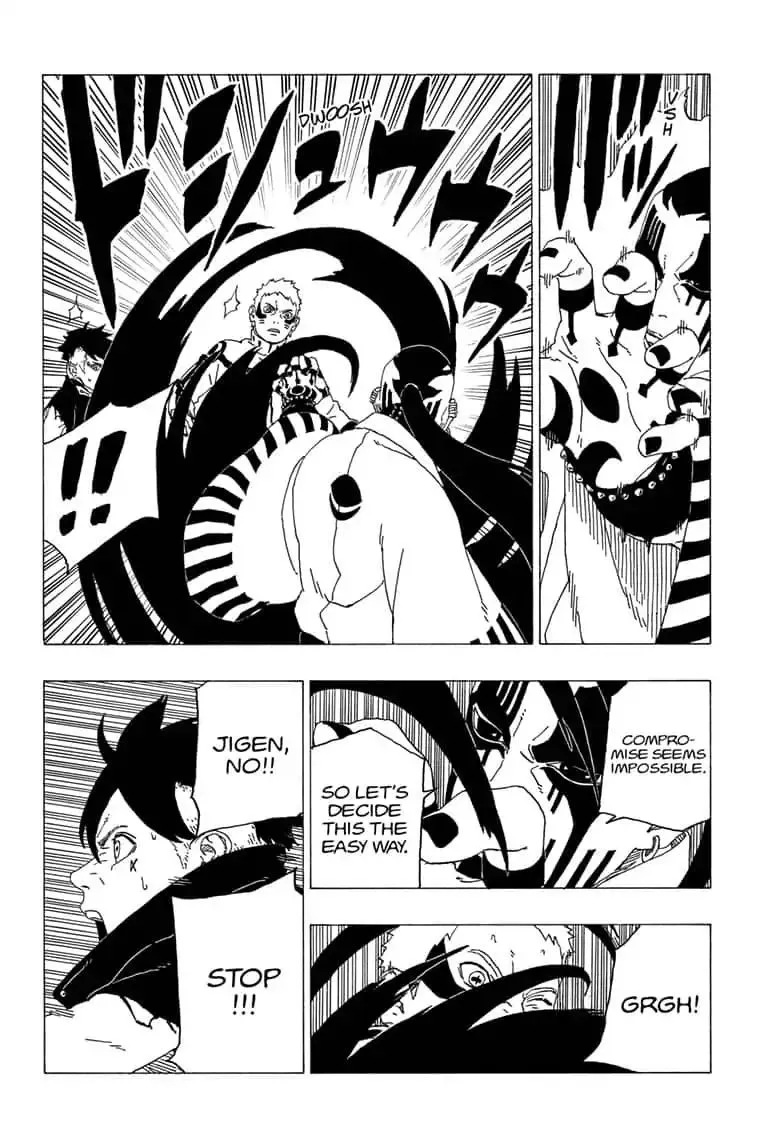 VSH
DWOOSH
ドシュウウウ
!!
COMPRO-
MISE SEEMS
IMPOSSIBLE.
SO LET'S
DECIDE
THIS THE
EASY WAY.
JIGEN,
NO!!
STOP
!!!
GRGH!